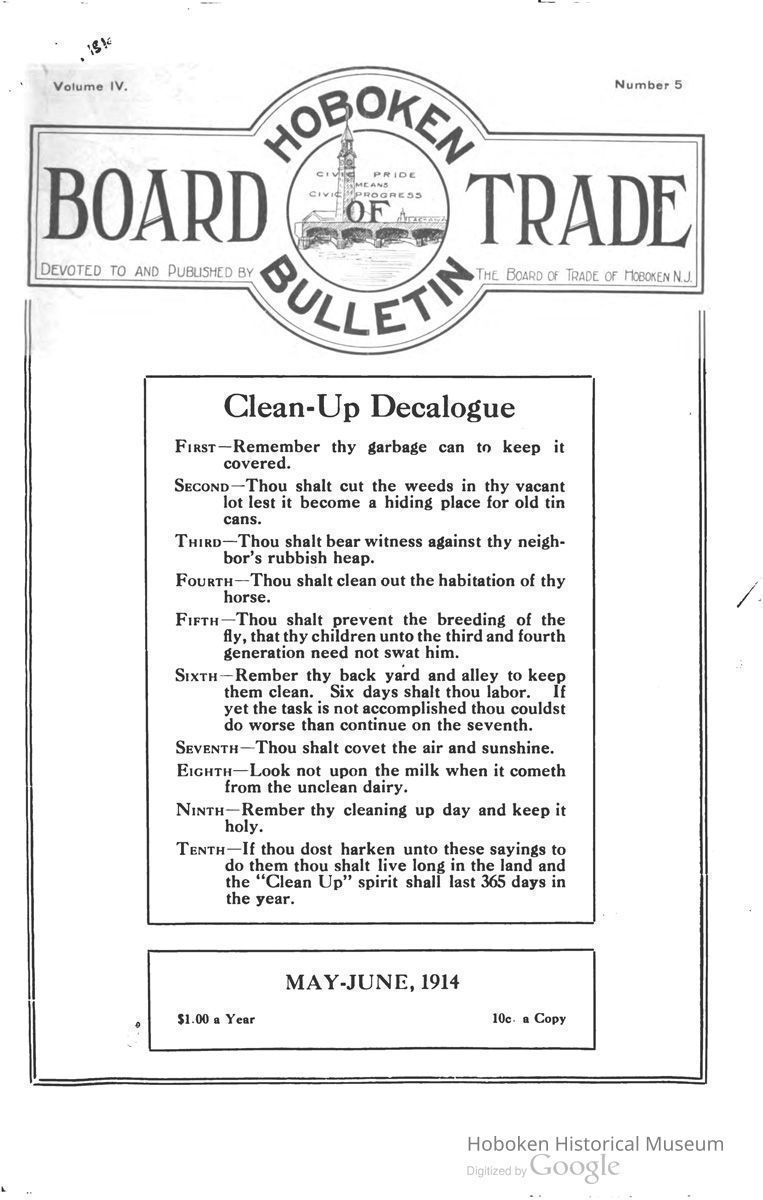 Volume IV.
Number 5
HOBOKEN
BOARD OF TRADE
CIVIC PRIDE
MEANS
CIVIC PROGRESS
BULLETIN
DEVOTED TO AND PUBLISHED BY
THE BOARD OF TRADE OF HOBOKEN N.J.
Clean-Up Decalogue
FIRST—Remember thy garbage can to keep it
covered.
SECOND—Thou shalt cut the weeds in thy vacant
lot lest it become a hiding place for old tin
cans.
THIRD—Thou shalt bear witness against thy neigh-
bor's rubbish heap.
FOURTH—Thou shalt clean out the habitation of thy
horse.
FIFTH—Thou shalt prevent the breeding of the
fly, that thy children unto the third and fourth
generation need not swat him.
SIXTH—Rember thy back yard and alley to keep
them clean. Six days shalt thou labor. If
yet the task is not accomplished thou couldst
do worse than continue on the seventh.
SEVENTH—Thou shalt covet the air and sunshine.
EIGHTH—Look not upon the milk when it cometh
from the unclean dairy.
NINTH—Rember thy cleaning up day and keep it
holy.
TENTH—If thou dost harken unto these sayings to
do them thou shalt live long in the land and
the "Clean Up" spirit shall last 365 days in
the year.
MAY-JUNE, 1914
$1.00 a Year
10c. a Copy
Hoboken Historical Museum
Digitized by Google